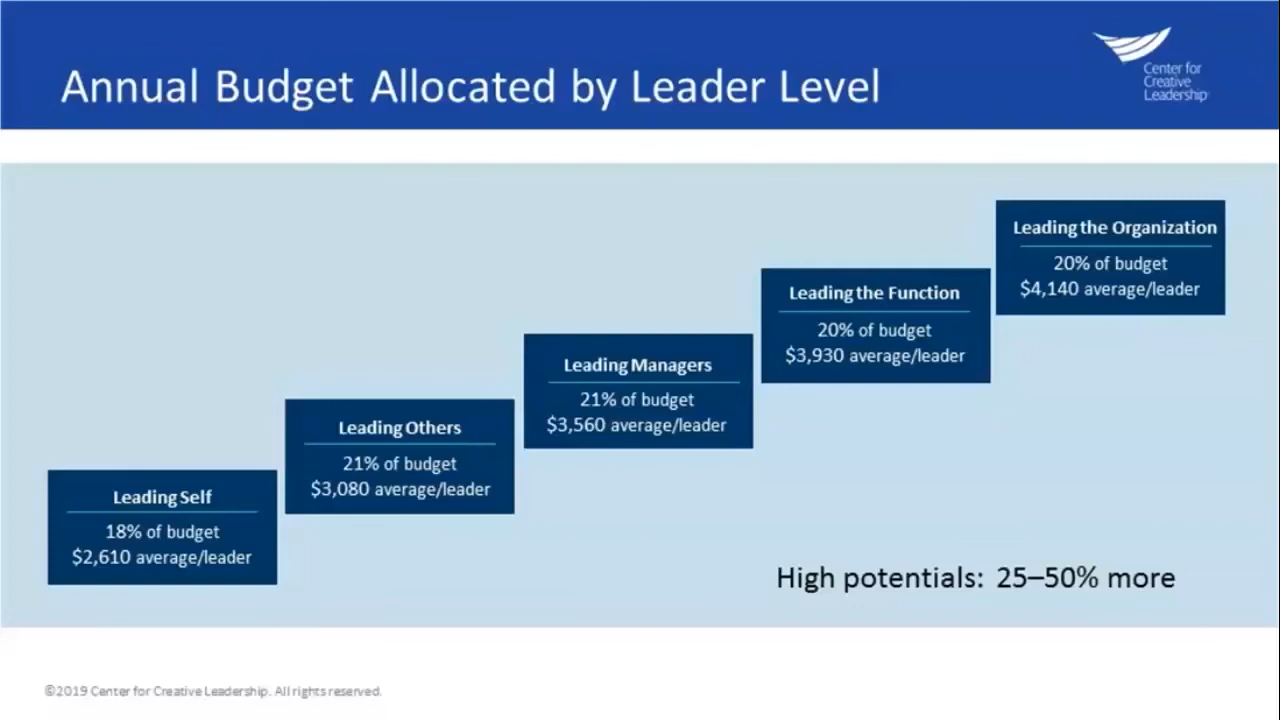 Annual Budget Allocated by Leader Level
Center for
Creative
Leadership
Leading Self
18% of budget
$2,610 average/leader
Leading Others
21% of budget
$3,080 average/leader
Leading Managers
21% of budget
$3,560 average/leader
Leading the Function
20% of budget
$3,930 average/leader
Leading the Organization
20% of budget
$4,140 average/leader
High potentials: 25–50% more
©2019 Center for Creative Leadership. All rights reserved.